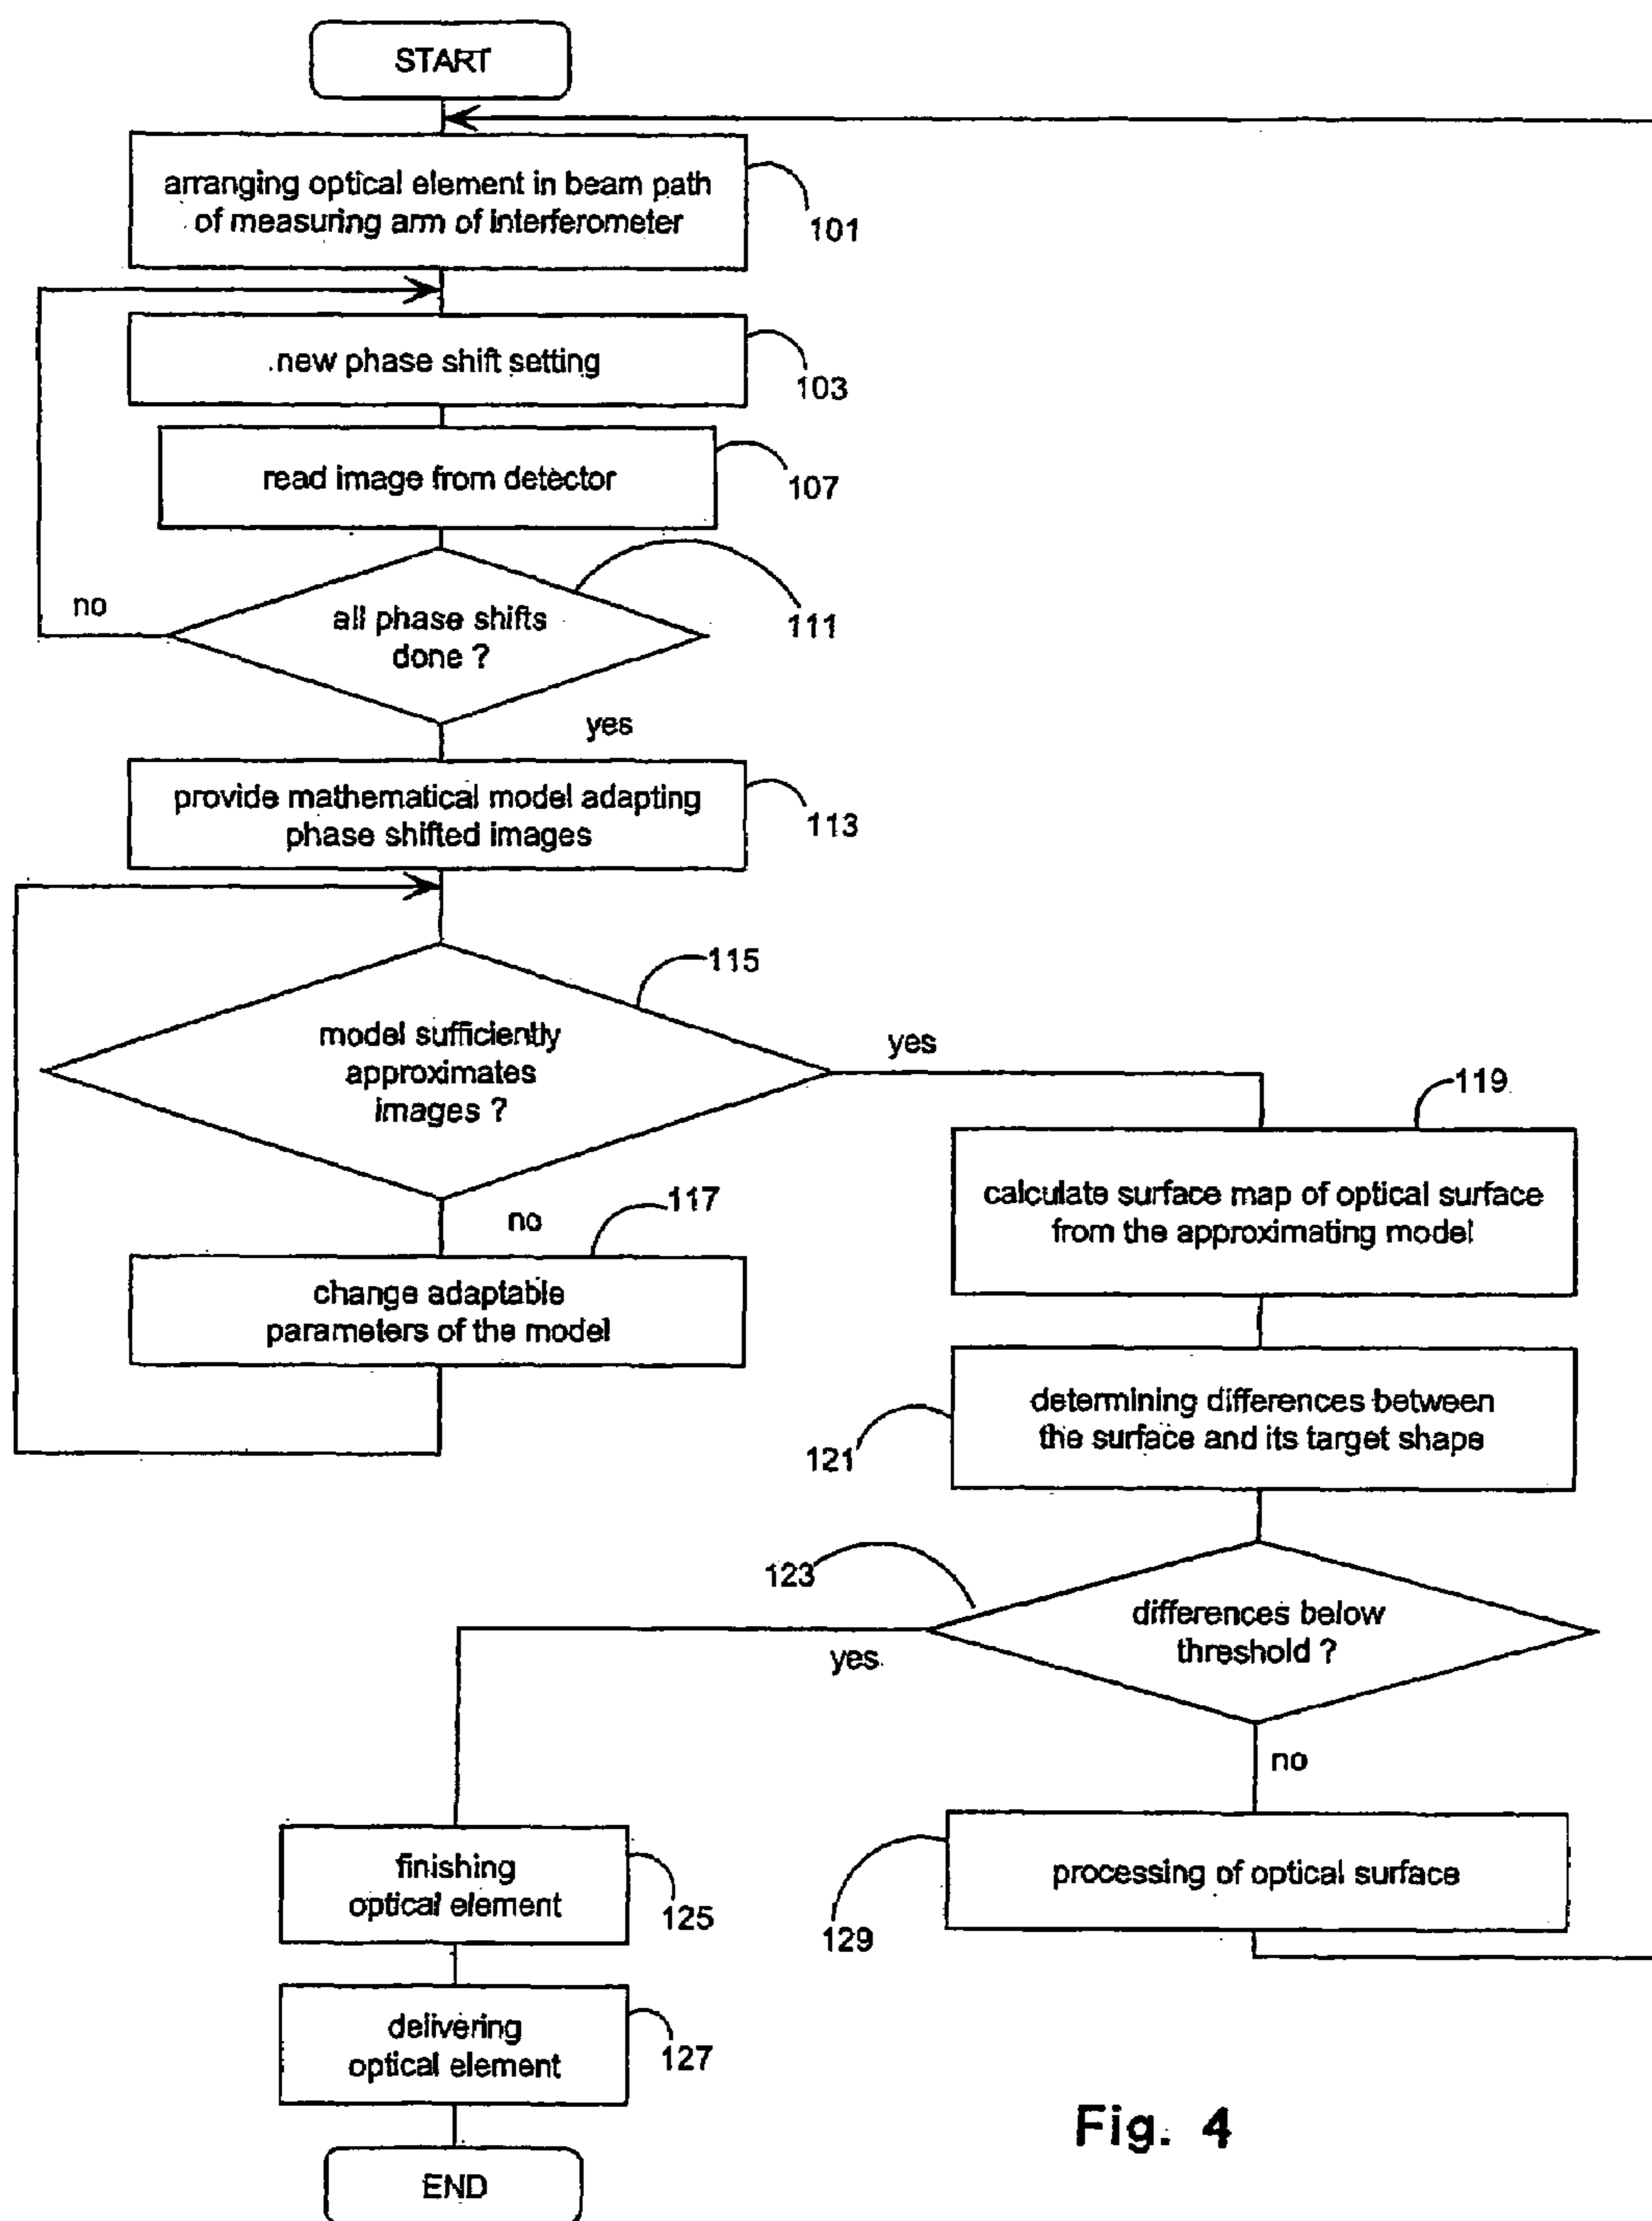 START
arranging optical element in beam path
of measuring arm of interferometer
101
new phase shift setting
103
read image from detector
107
no
all phase shifts
done ?
111
yes
provide mathematical model adapting
phase shifted images
113
115
model sufficiently
approximates
images ?
yes
119
calculate surface map of optical surface
from the approximating model
no
117
change adaptable
parameters of the model
determining differences between
the surface and its target shape
121
123
differences below
threshold ?
yes
no
finishing
optical element
125
processing of optical surface
129
delivering
optical element
127
END
Fig. 4